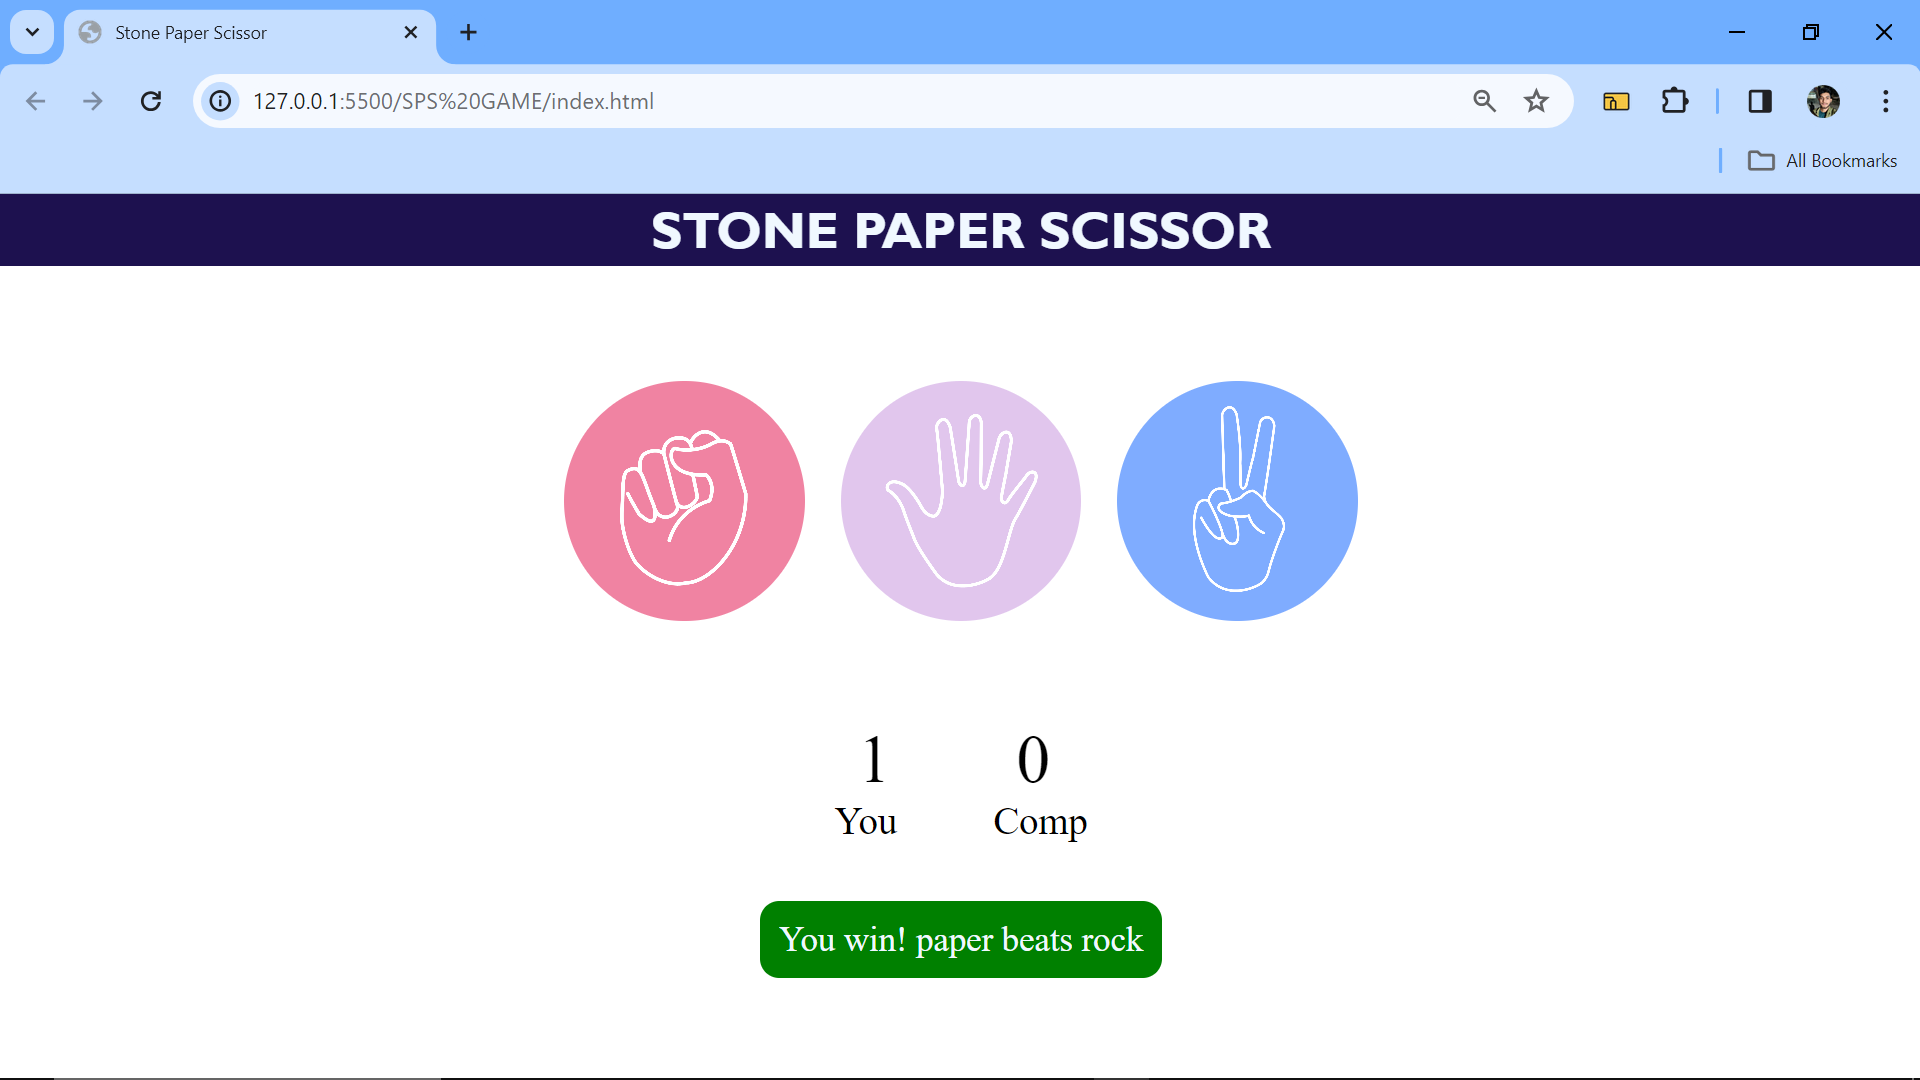 Stone Paper Scissor
127.0.0.1:5500/SPS%20GAME/index.html
All Bookmarks
STONE PAPER SCISSOR
1 0
You Comp
You win! paper beats rock